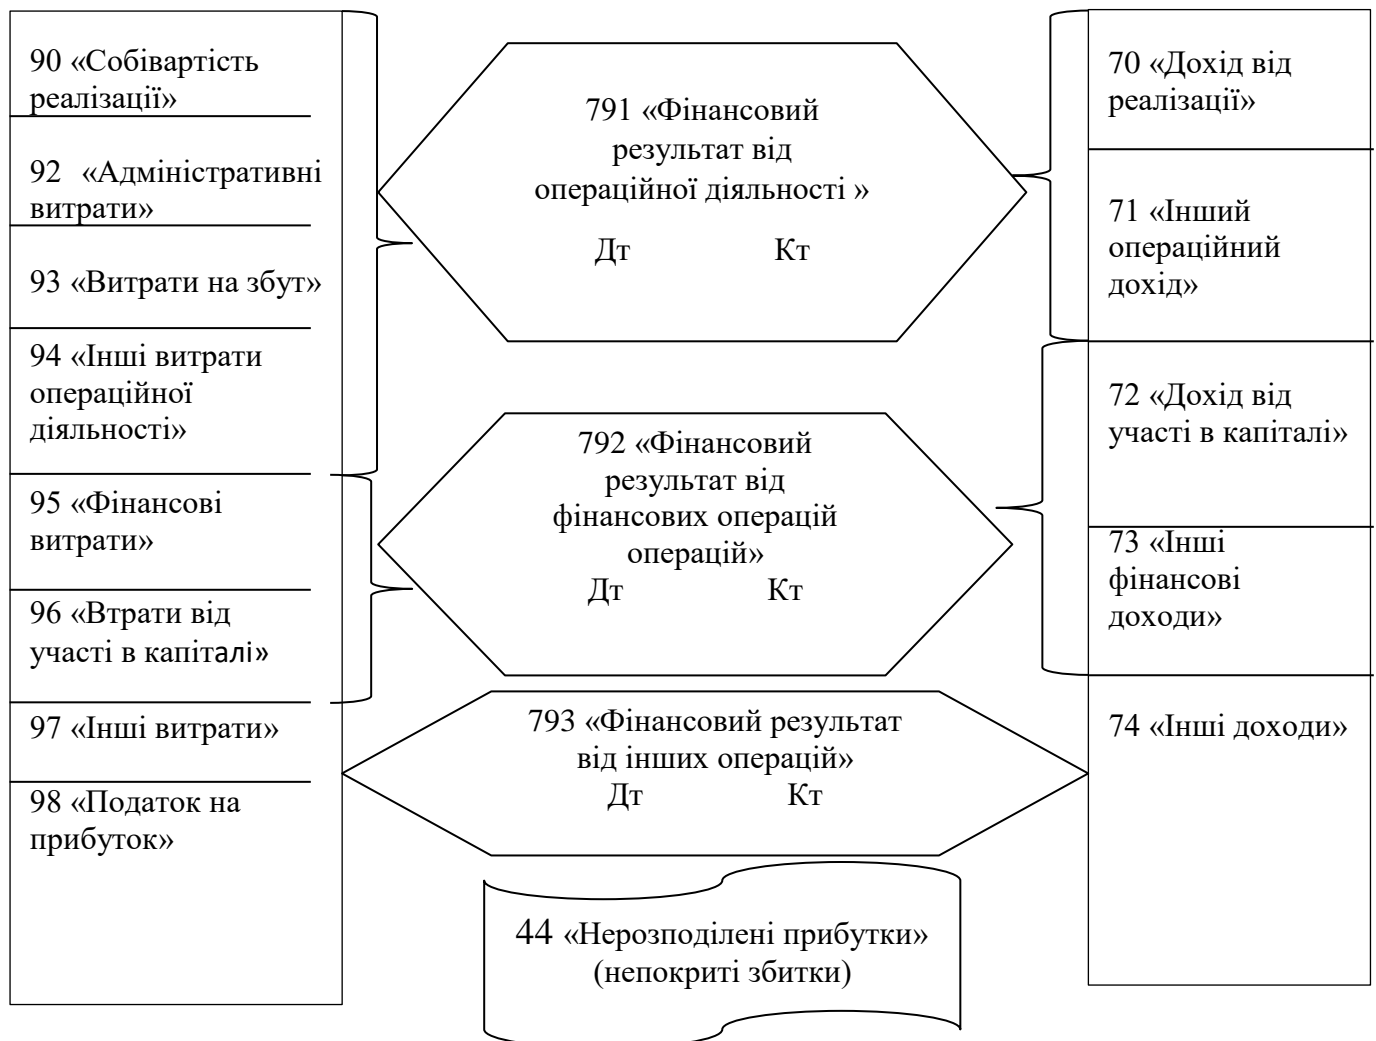 90 «Собівартість
реалізації»
92 «Адміністративні
витрати»
93 «Витрати на збут»
94 «Інші витрати
операційної
діяльності»
95 «Фінансові
витрати»
96 «Втрати від
участі в капіталі»
97 «Інші витрати»
98 «Податок на
прибуток»
791 «Фінансовий
результат від
операційної діяльності »
Дт Кт
792 «Фінансовий
результат від
фінансових операцій
операцій»
Дт Кт
793 «Фінансовий результат
від інших операцій»
Дт Кт
44 «Нерозподілені прибутки»
(непокриті збитки)
70 «Дохід від
реалізації»
71 «Інший
операційний
дохід»
72 «Дохід від
участі в капіталі»
73 «Інші
фінансові
доходи»
74 «Інші доходи»